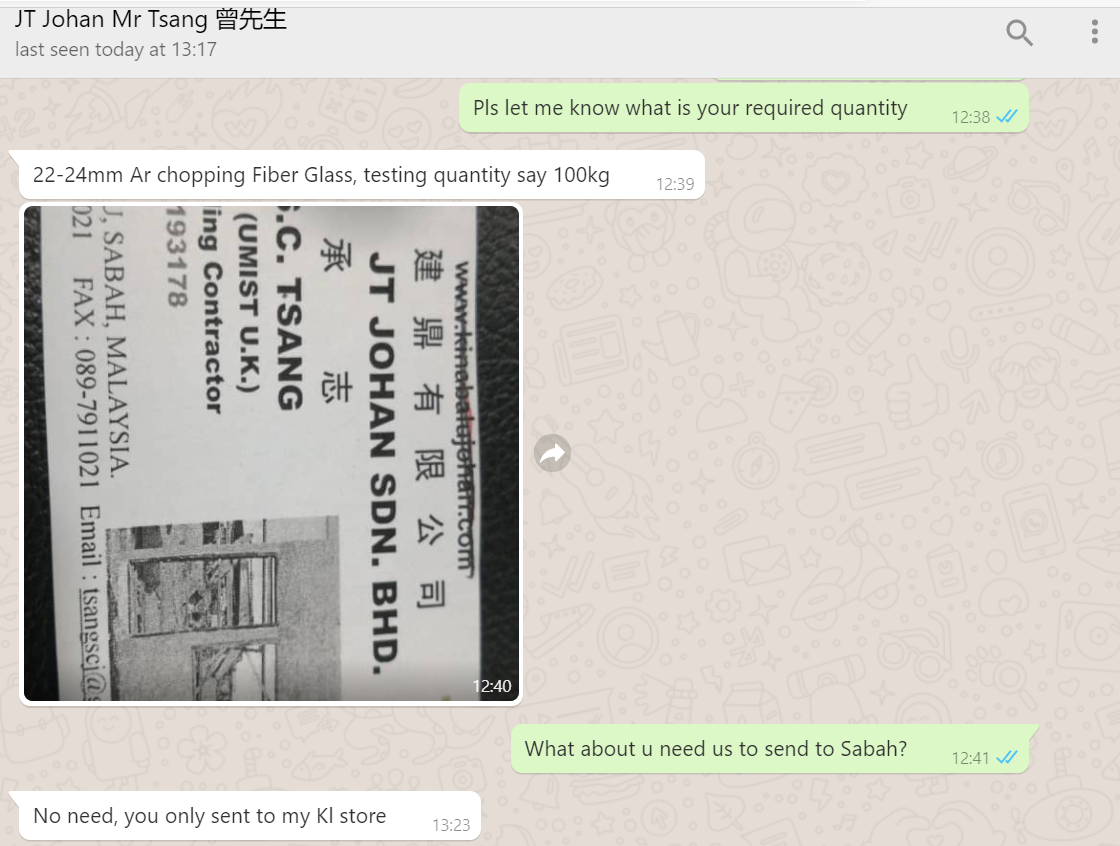 JT Johan Mr Tsang 曾先生
last seen today at 13:17
Pls let me know what is your required quantity
12:38
22-24mm Ar chopping Fiber Glass, testing quantity say 100kg
12:39
www.kinabalujohan.com
建鼎有限公司
JT JOHAN SDN. BHD.
承志
.C. TSANG
(UMIST U.K.)
ing Contractor
193178
, SABAH, MALAYSIA.
021 FAX : 089-7911021 Email : tsangscj@
12:40
What about u need us to send to Sabah?
12:41
No need, you only sent to my Kl store
13:23